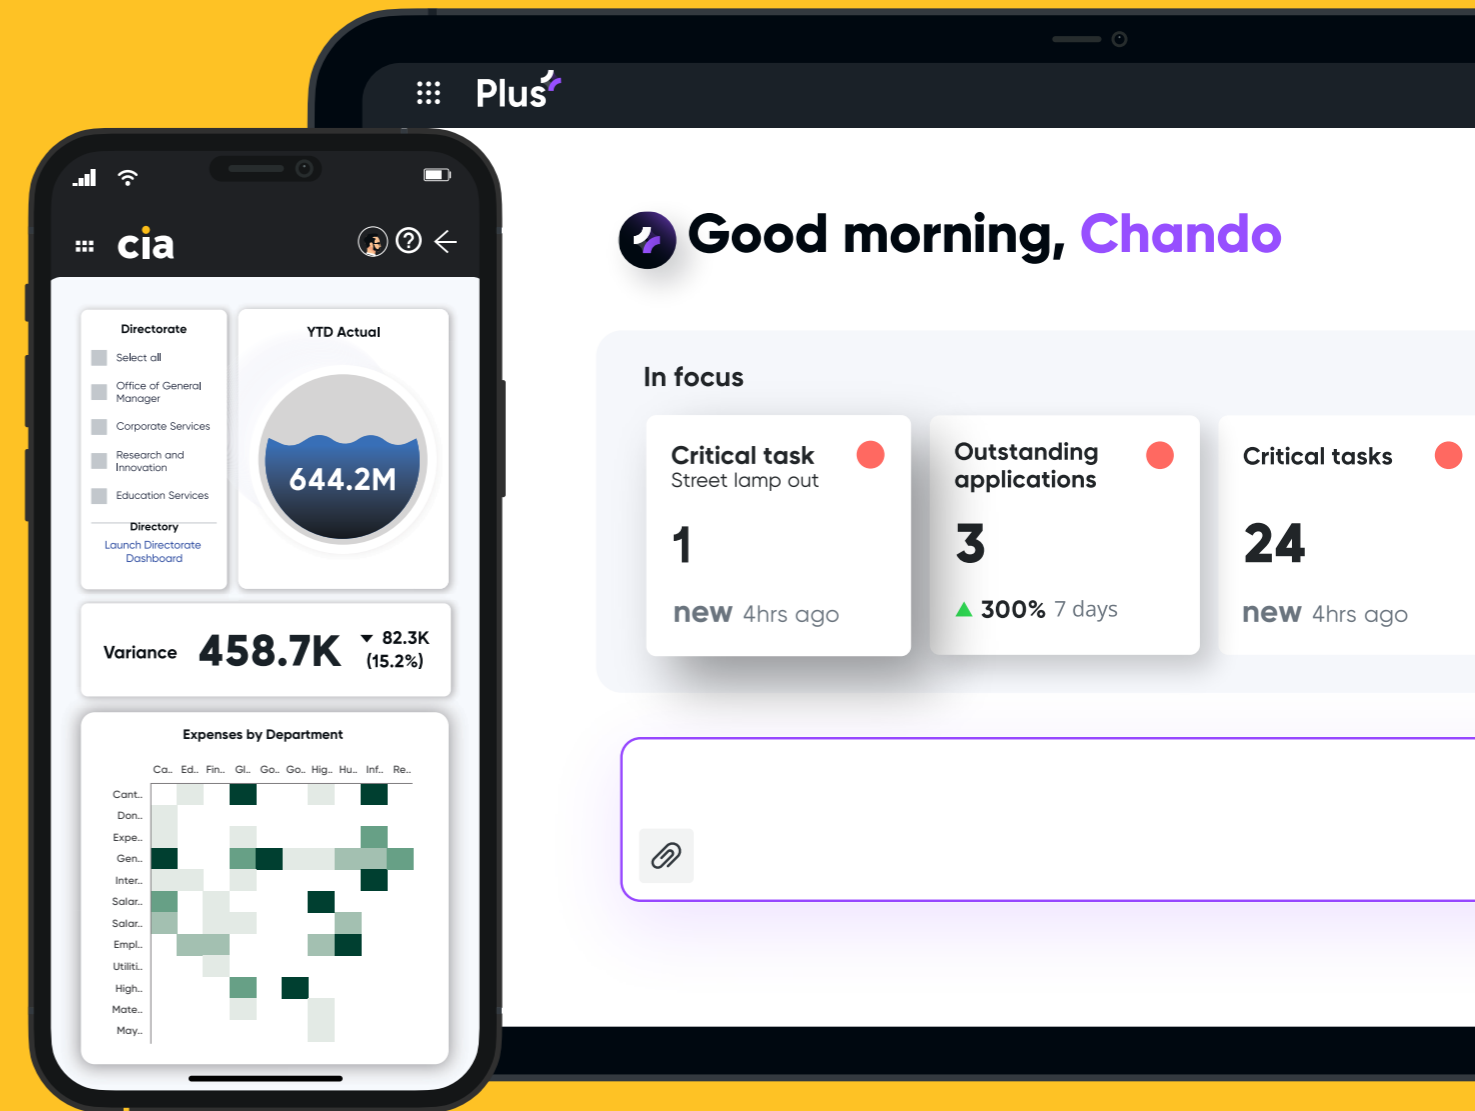 Plus
cia
Directorate
Select all
Office of General
Manager
Corporate Services
Research and
Innovation
Education Services
Directory
Launch Directorate
Dashboard
YTD Actual
644.2M
Variance
458.7K
▼ 82.3K
(15.2%)
Expenses by Department
Ca.. Ed.. Fin.. Gl.. Go.. Go.. Hig.. Hu.. Inf.. Re..
Cant..
Don..
Expe..
Gen..
Inter..
Salar..
Salar..
Empl..
Utiliti..
High..
Mate..
May..
Good morning, Chando
In focus
Critical task
Street lamp out
1
new 4hrs ago
Outstanding
applications
3
▲ 300% 7 days
Critical tasks
24
new 4hrs ago